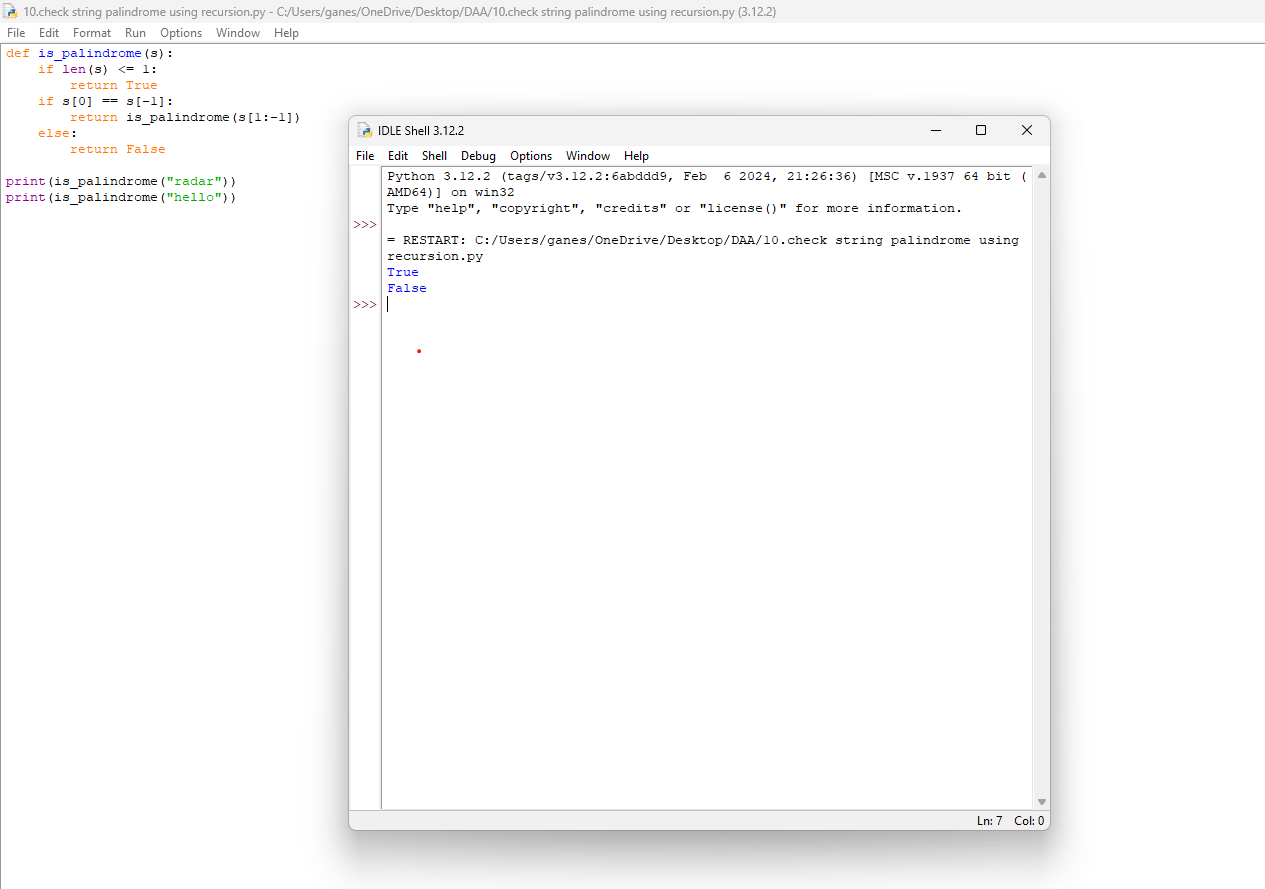 10.check string palindrome using recursion.py - C:/Users/ganes/OneDrive/Desktop/DAA/10.check string palindrome using recursion.py (3.12.2)
File Edit Format Run Options Window Help
def is_palindrome(s):
    if len(s) <= 1:
        return True
    if s[0] == s[-1]:
        return is_palindrome(s[1:-1])
    else:
        return False

print(is_palindrome("radar"))
print(is_palindrome("hello"))
IDLE Shell 3.12.2
File Edit Shell Debug Options Window Help
Python 3.12.2 (tags/v3.12.2:6abddd9, Feb  6 2024, 21:26:36) [MSC v.1937 64 bit (
AMD64)] on win32
Type "help", "copyright", "credits" or "license()" for more information.
>>>
= RESTART: C:/Users/ganes/OneDrive/Desktop/DAA/10.check string palindrome using
recursion.py
True
False
>>>
Ln: 7 Col: 0